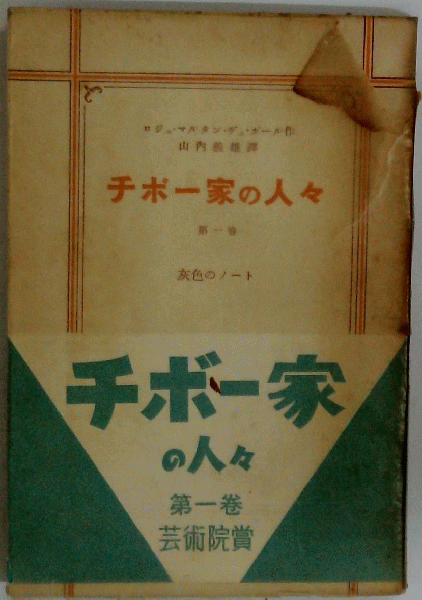 ロジェ・マルタン・デュ・ガール作
山内義雄譯
チボー家の人々
第一巻
灰色のノート
チボー家
の人々
第一巻
芸術院賞